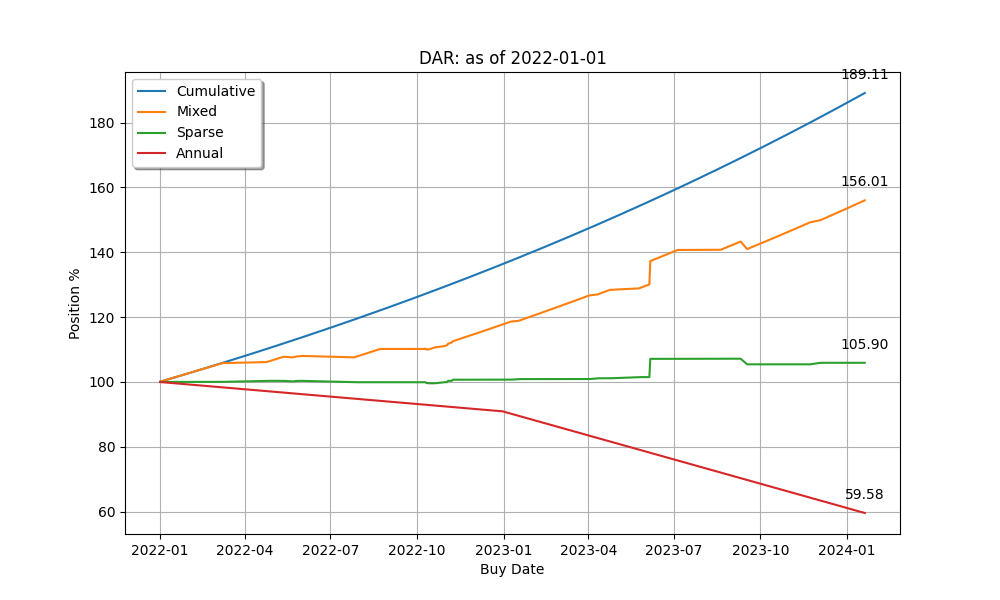 DAR: as of 2022-01-01
189.11
Cumulative
Mixed
Sparse
Annual
180
156.01
160
140
Position %
120
105.90
100
80
59.58
60
2022-01 2022-04 2022-07 2022-10 2023-01 2023-04 2023-07 2023-10 2024-01
Buy Date